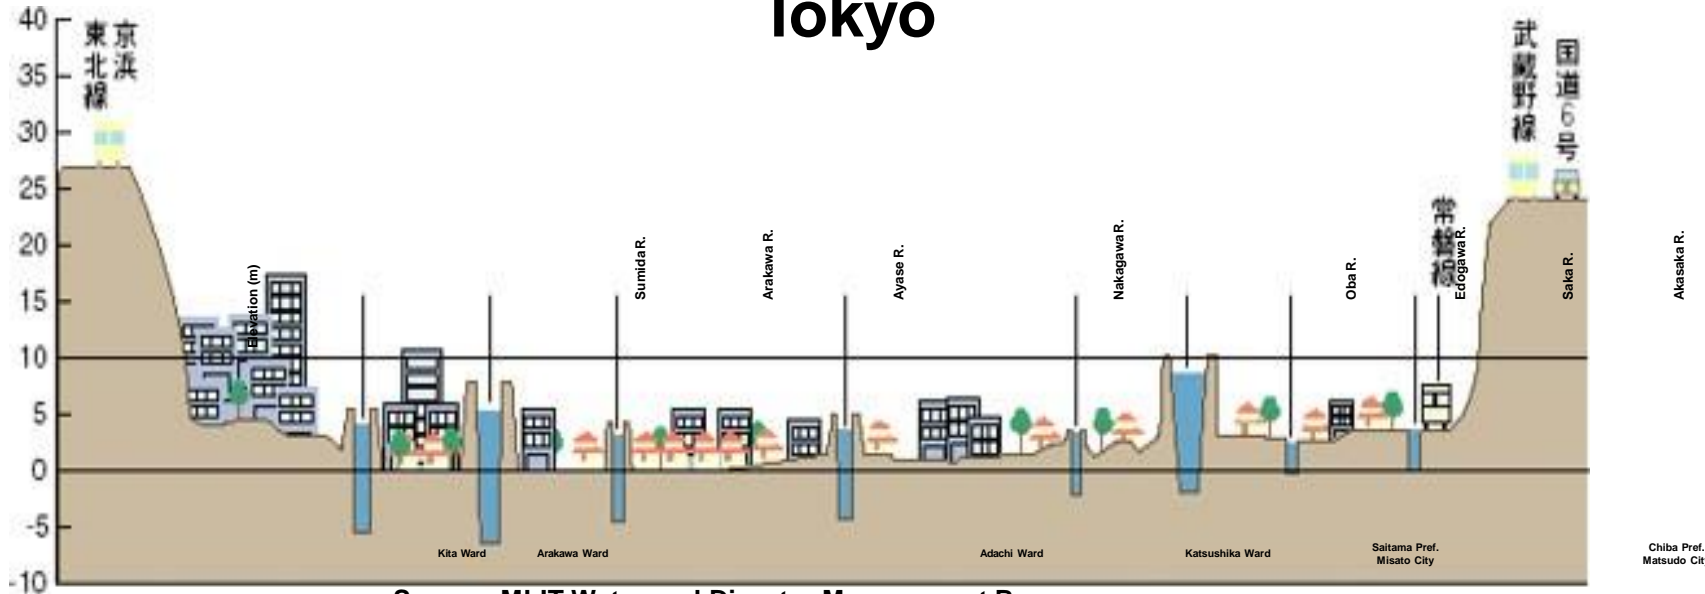 Tokyo
40
35
30
25
20
15
10
5
0
-5
-10
京浜
東北線
Elevation (m)
Sumida R.
Arakawa R.
Ayase R.
Nakagawa R.
Oba R.
常磐線
Edogawa R.
武蔵野線
国道6号
Saka R.
Akasaka R.
Kita Ward
Arakawa Ward
Adachi Ward
Katsushika Ward
Saitama Pref.
Misato City
Chiba Pref.
Matsudo Cit